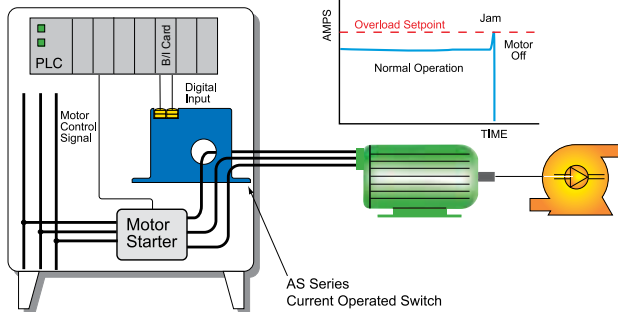 PLC
B/I Card
Digital
Input
Motor
Control
Signal
Motor
Starter
AS Series
Current Operated Switch
AMPS
Overload Setpoint
Jam
Motor
Off
Normal Operation
TIME